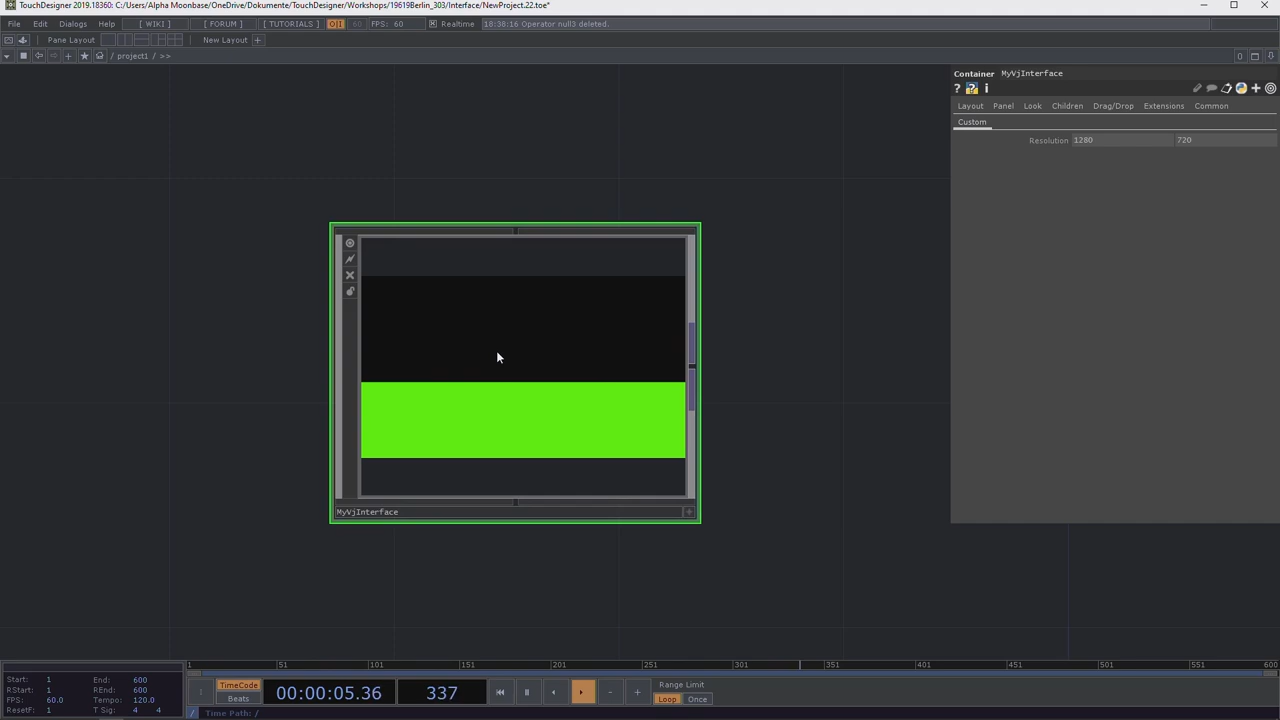 TouchDesigner 2019.18360: C:/Users/Alpha Moonbase/OneDrive/Dokumente/TouchDesigner/Workshops/19619Berlin_303/Interface/NewProject.22.toe*
File Edit Dialogs Help [ WIKI ] [ FORUM ] [ TUTORIALS ] O|I 60 FPS: 60 Realtime 18:38:16 Operator null3 deleted.
Pane Layout New Layout +
/ project1 / >> 0
Container MyVjInterface
? ? i
Layout Panel Look Children Drag/Drop Extensions Common
Custom
Resolution 1280 720
MyVjInterface
1 51 101 151 201 251 301 351 401 451 501 551 600
Start: 1 End: 600
RStart: 1 REnd: 600
FPS: 60.0 Tempo: 120.0
ResetF: 1 T Sig: 4 4
TimeCode
Beats
00:00:05.36 337
Range Limit
Loop Once
/ Time Path: /